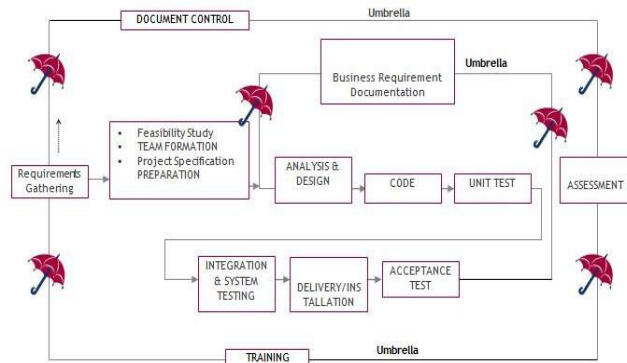 DOCUMENT CONTROL
Umbrella
Business Requirement
Documentation
Umbrella
• Feasibility Study
• TEAM FORMATION
• Project Specification
PREPARATION
Requirements
Gathering
ANALYSIS &
DESIGN
CODE
UNIT TEST
ASSESSMENT
INTEGRATION
& SYSTEM
TESTING
DELIVERY/INS
TALLATION
ACCEPTANCE
TEST
TRAINING
Umbrella